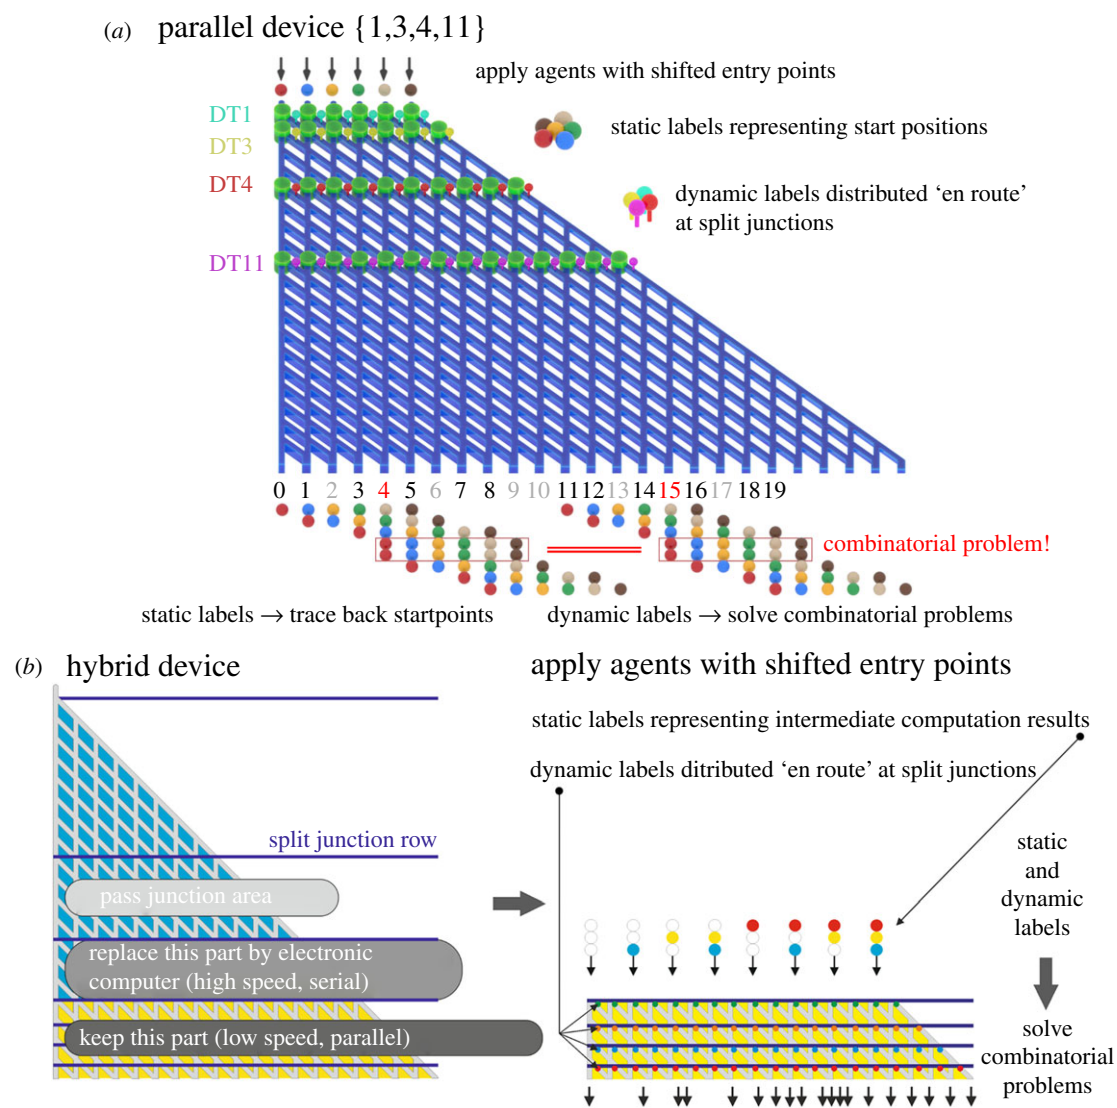 (a) parallel device {1,3,4,11}
apply agents with shifted entry points
DT1
static labels representing start positions
DT3
DT4
dynamic labels distributed ‘en route’
at split junctions
DT11
0 1 2 3 4 5 6 7 8 9 10 11 12 13 14 15 16 17 18 19
combinatorial problem!
static labels → trace back startpoints
dynamic labels → solve combinatorial problems
(b) hybrid device
apply agents with shifted entry points
static labels representing intermediate computation results
dynamic labels ditributed ‘en route’ at split junctions
split junction row
pass junction area
replace this part by electronic
computer (high speed, serial)
keep this part (low speed, parallel)
static
and
dynamic
labels
solve
combinatorial
problems